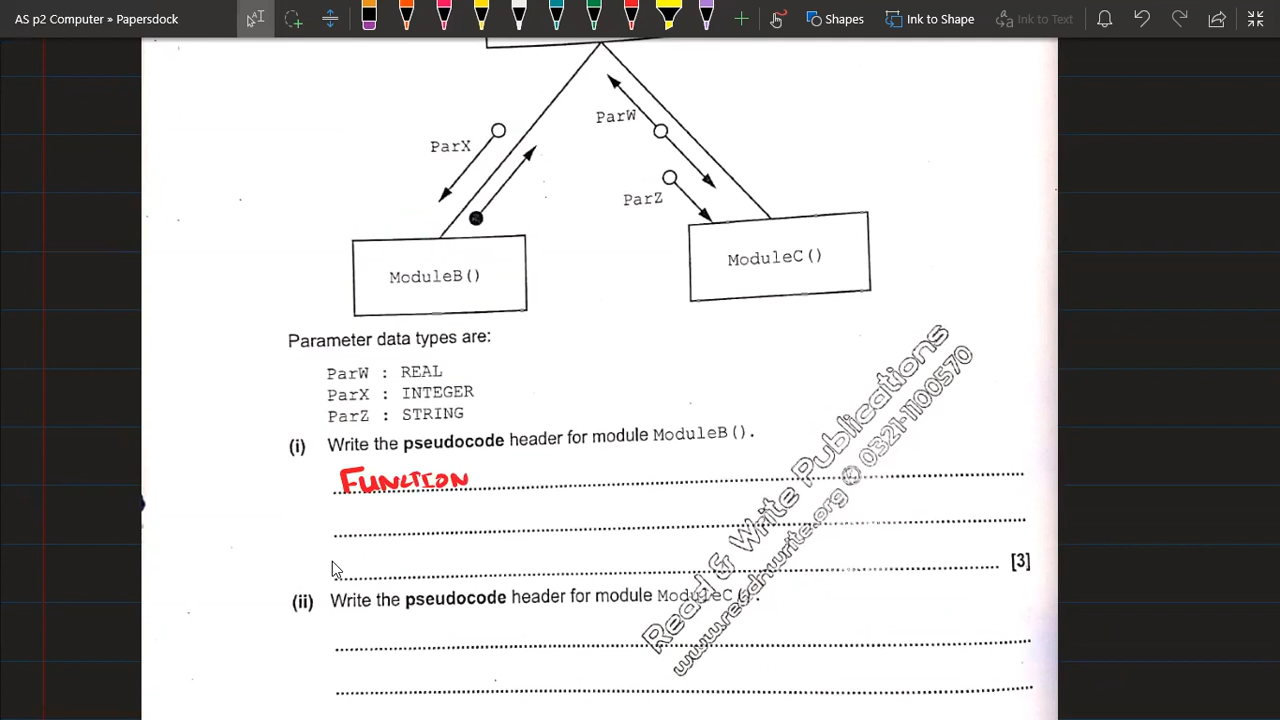 AS p2 Computer » Papersdock
Shapes
Ink to Shape
Ink to Text
ParX
ParW
ParZ
ModuleB()
ModuleC()
Parameter data types are:
ParW : REAL
ParX : INTEGER
ParZ : STRING
(i) Write the pseudocode header for module ModuleB().
FUNCTION
[3]
(ii) Write the pseudocode header for module ModuleC().
Read & Write Publications
www.readnwrite.org © 0321-1100570